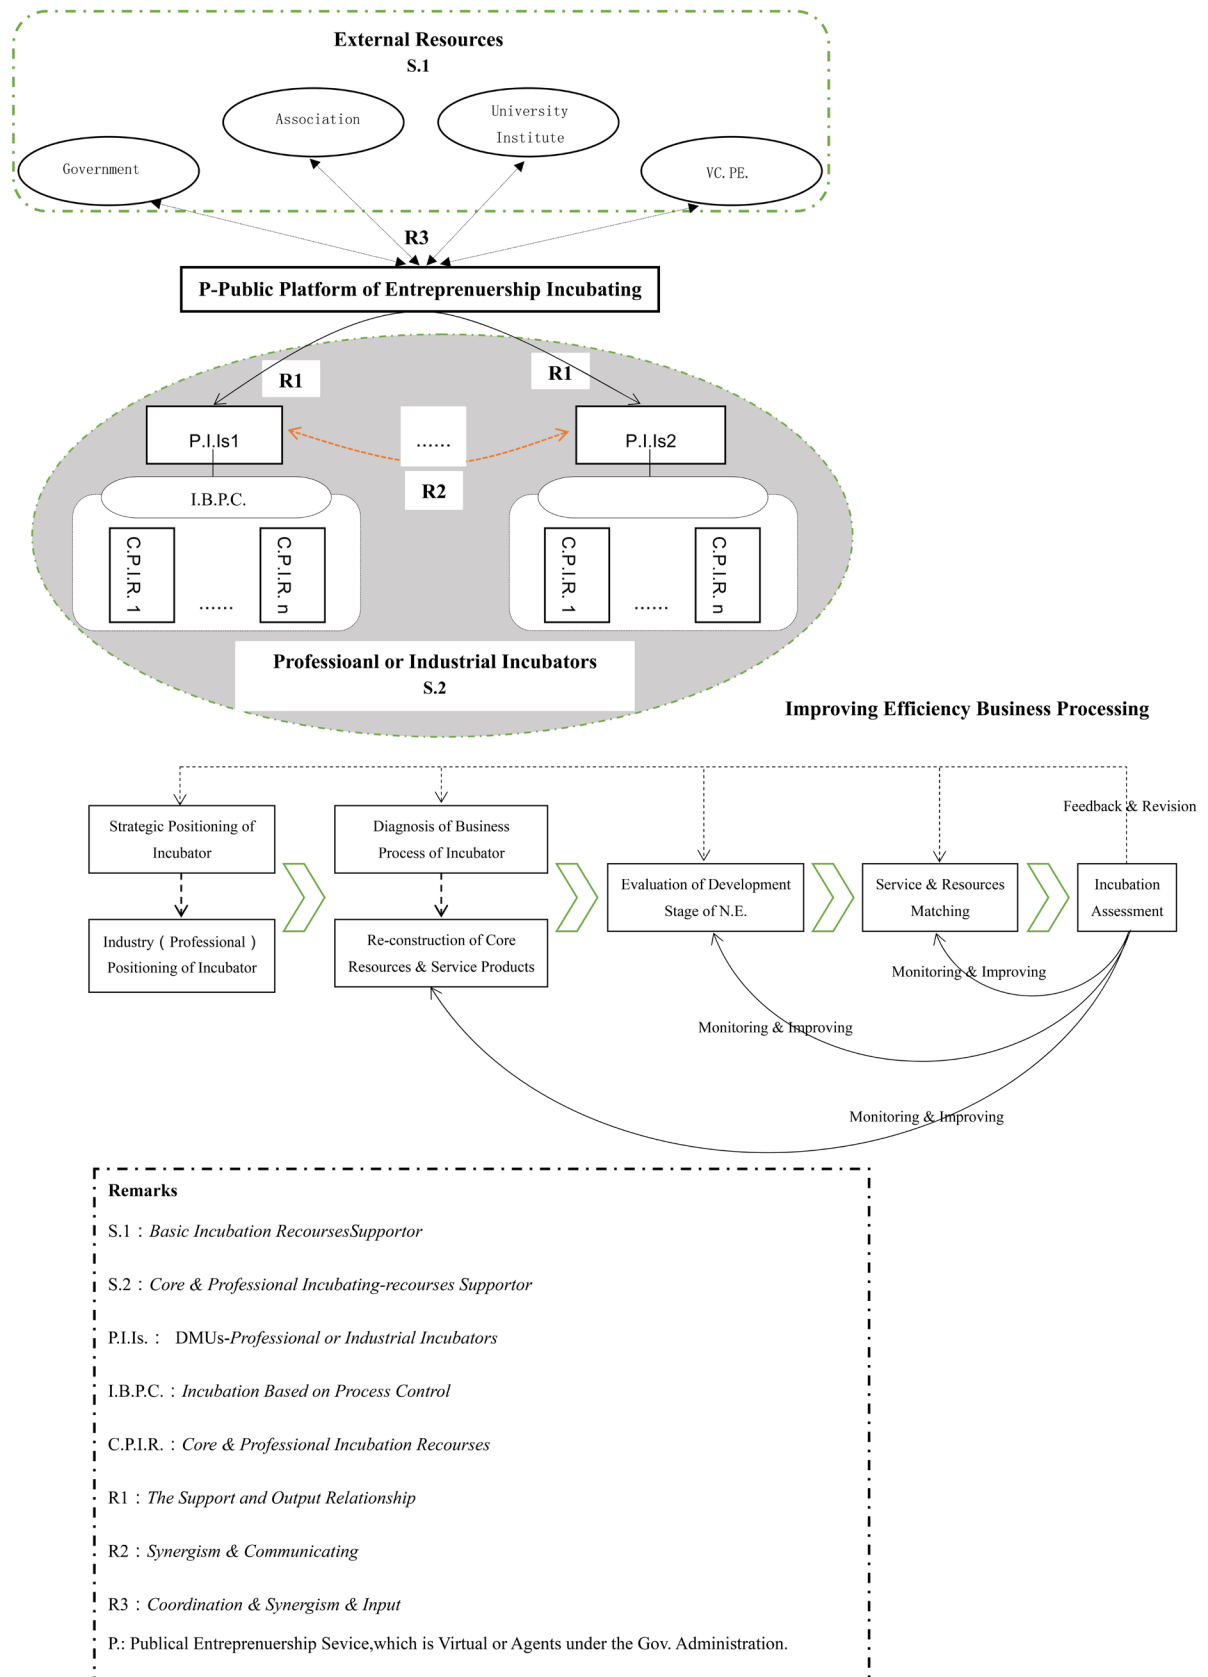 External Resources
S.1
Association
University
Institute
Government
VC.PE.
R3
P-Public Platform of Entreprenuership Incubating
R1
R1
P.I.Is1
......
P.I.Is2
R2
I.B.P.C.
C.P.I.R. 1
......
C.P.I.R. n
C.P.I.R. 1
......
C.P.I.R. n
Professioanl or Industrial Incubators
S.2
Improving Efficiency Business Processing
Feedback & Revision
Strategic Positioning of
Incubator
Diagnosis of Business
Process of Incubator
Evaluation of Development
Stage of N.E.
Service & Resources
Matching
Incubation
Assessment
Industry ( Professional )
Positioning of Incubator
Re-construction of Core
Resources & Service Products
Monitoring & Improving
Monitoring & Improving
Monitoring & Improving
Remarks
S.1 : Basic Incubation RecoursesSupportor
S.2 : Core & Professional Incubating-recourses Supportor
P.I.Is. : DMUs-Professional or Industrial Incubators
I.B.P.C. : Incubation Based on Process Control
C.P.I.R. : Core & Professional Incubation Recourses
R1 : The Support and Output Relationship
R2 : Synergism & Communicating
R3 : Coordination & Synergism & Input
P.: Publical Entreprenuership Sevice,which is Virtual or Agents under the Gov. Administration.